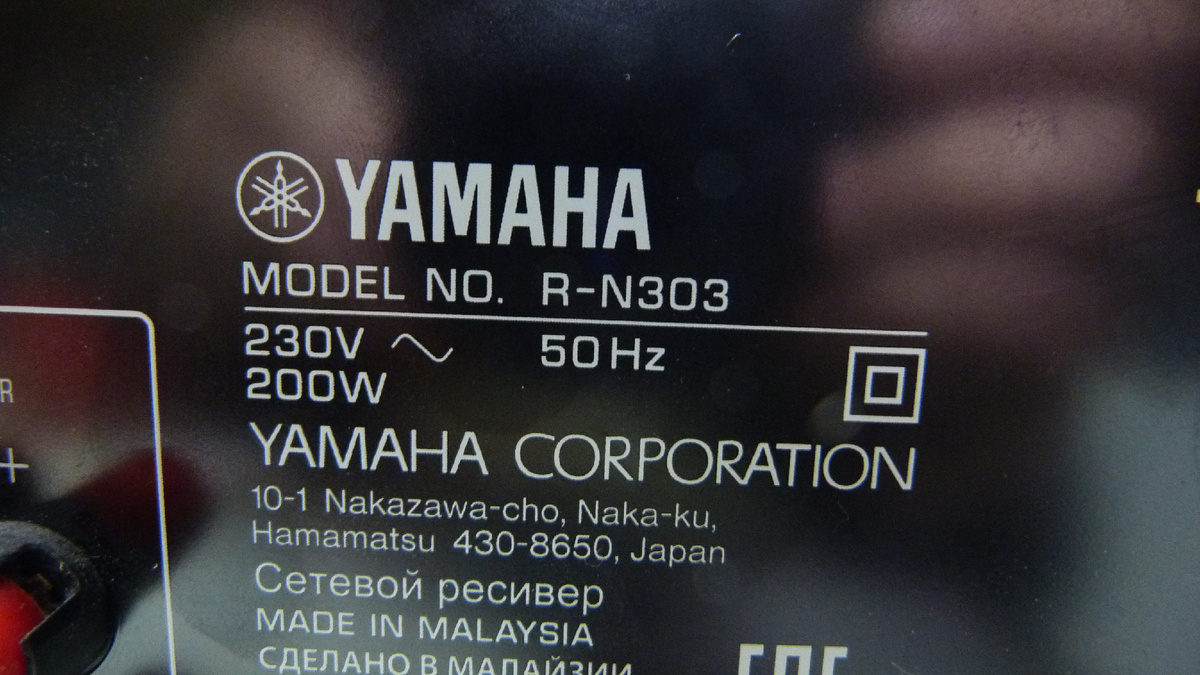 YAMAHA
MODEL NO. R-N303
230V ~ 50Hz
200W
YAMAHA CORPORATION
10-1 Nakazawa-cho, Naka-ku,
Hamamatsu 430-8650, Japan
Сетевой ресивер
MADE IN MALAYSIA
СДЕЛАНО В МАЛАЙЗИИ
R
+